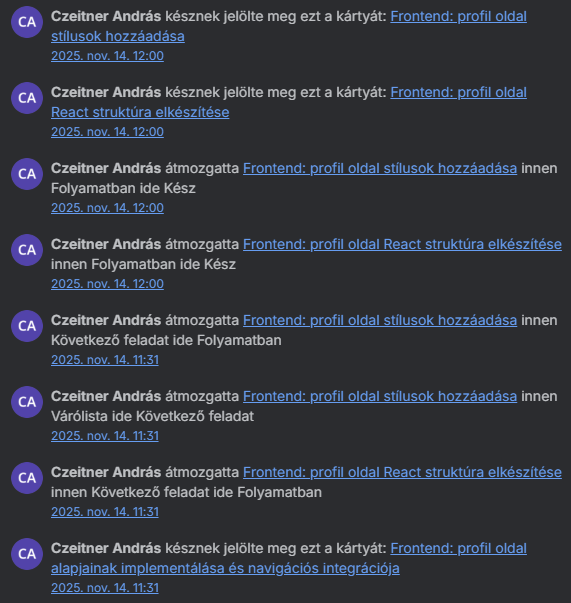 CA
Czeitner András késznek jelölte meg ezt a kártyát: Frontend: profil oldal
stílusok hozzáadása
2025. nov. 14. 12:00
CA
Czeitner András késznek jelölte meg ezt a kártyát: Frontend: profil oldal
React struktúra elkészítése
2025. nov. 14. 12:00
CA
Czeitner András átmozgatta Frontend: profil oldal stílusok hozzáadása innen
Folyamatban ide Kész
2025. nov. 14. 12:00
CA
Czeitner András átmozgatta Frontend: profil oldal React struktúra elkészítése
innen Folyamatban ide Kész
2025. nov. 14. 12:00
CA
Czeitner András átmozgatta Frontend: profil oldal stílusok hozzáadása innen
Következő feladat ide Folyamatban
2025. nov. 14. 11:31
CA
Czeitner András átmozgatta Frontend: profil oldal stílusok hozzáadása innen
Várólista ide Következő feladat
2025. nov. 14. 11:31
CA
Czeitner András átmozgatta Frontend: profil oldal React struktúra elkészítése
innen Következő feladat ide Folyamatban
2025. nov. 14. 11:31
CA
Czeitner András késznek jelölte meg ezt a kártyát: Frontend: profil oldal
alapjainak implementálása és navigációs integrációja
2025. nov. 14. 11:31